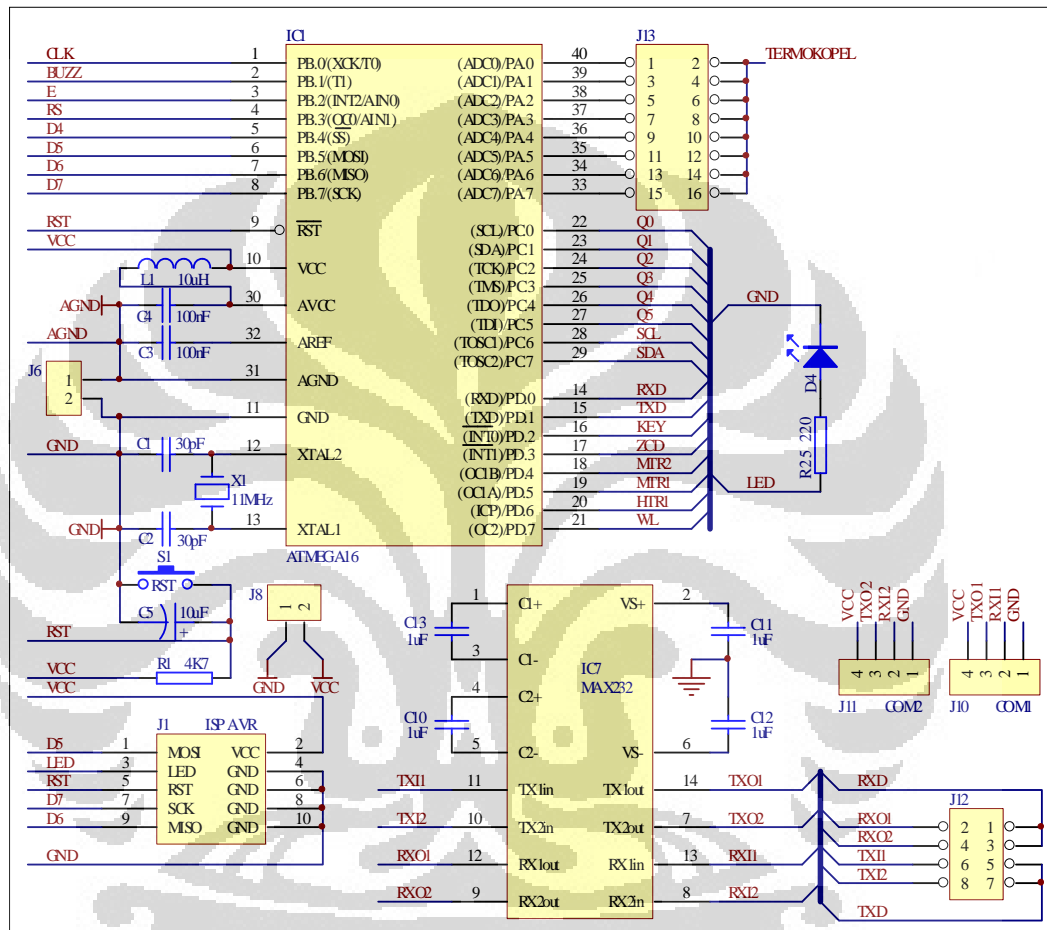 IC1
J13
CLK 1 PB.0(XCK/T0) (ADC0)/PA.0 40 1 2 TERMOKOPEL
BUZZ 2 PB.1/(T1) (ADC1)/PA.1 39 3 4
E 3 PB.2(INT2/AIN0) (ADC2)/PA.2 38 5 6
RS 4 PB.3(OC0/AIN1) (ADC3)/PA.3 37 7 8
D4 5 PB.4(SS) (ADC4)/PA.4 36 9 10
D5 6 PB.5(MOSI) (ADC5)/PA.5 35 11 12
D6 7 PB.6(MISO) (ADC6)/PA.6 34 13 14
D7 8 PB.7(SCK) (ADC7)/PA.7 33 15 16
RST 9 RST (SCL)/PC0 22 Q0
VCC (SDA)/PC1 23 Q1
10 VCC (TCK)/PC2 24 Q2
L1 10uH (TMS)/PC3 25 Q3
AGND 30 AVCC (TDO)/PC4 26 Q4 GND
C4 100nF (TDI)/PC5 27 Q5
AGND 32 AREF (TOSC1)/PC6 28 SCL
C3 100nF (TOSC2)/PC7 29 SDA
J6 1 31 AGND D4
2 (RXD)/PD.0 14 RXD
11 GND (TXD)/PD.1 15 TXD
C1 30pF (INT0)/PD.2 16 KEY R25 220
GND 12 XTAL2 (INT1)/PD.3 17 ZCD
X1 (OC1B)/PD.4 18 MTR2
11MHz (OC1A)/PD.5 19 MTR1 LED
(ICP)/PD.6 20 HTR1
GND 13 XTAL1 (OC2)/PD.7 21 WL
C2 30pF
S1 ATMEGA16
RST J8
C5 10uF 1 2
+
RST
R1 4K7
VCC
VCC GND VCC
1 C1+ VS+ 2
C13 1uF C11 1uF
3 C1- IC7
MAX232
4 C2+
C10 1uF C12 1uF
5 C2- VS- 6
TXI1 11 TX1in TX1out 14 TXO1
TXI2 10 TX2in TX2out 7 TXO2
RXO1 12 RX1out RX1in 13 RXI1
RXO2 9 RX2out RX2in 8 RXI2
VCC TXO2 RXI2 GND
4 3 2 1
J11 COM2
VCC TXO1 RXI1 GND
4 3 2 1
J10 COM1
J1 ISP AVR
D5 1 MOSI VCC 2
LED 3 LED GND 4
RST 5 RST GND 6
D7 7 SCK GND 8
D6 9 MISO GND 10
GND
RXD
J12
RXO1 2 1
RXO2 4 3
TXI1 6 5
TXI2 8 7
TXD